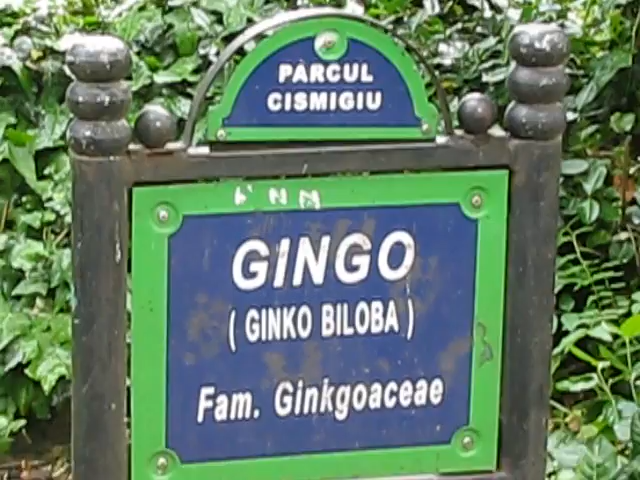 PARCUL
CISMIGIU
GINGO
( GINKO BILOBA )
Fam. Ginkgoaceae